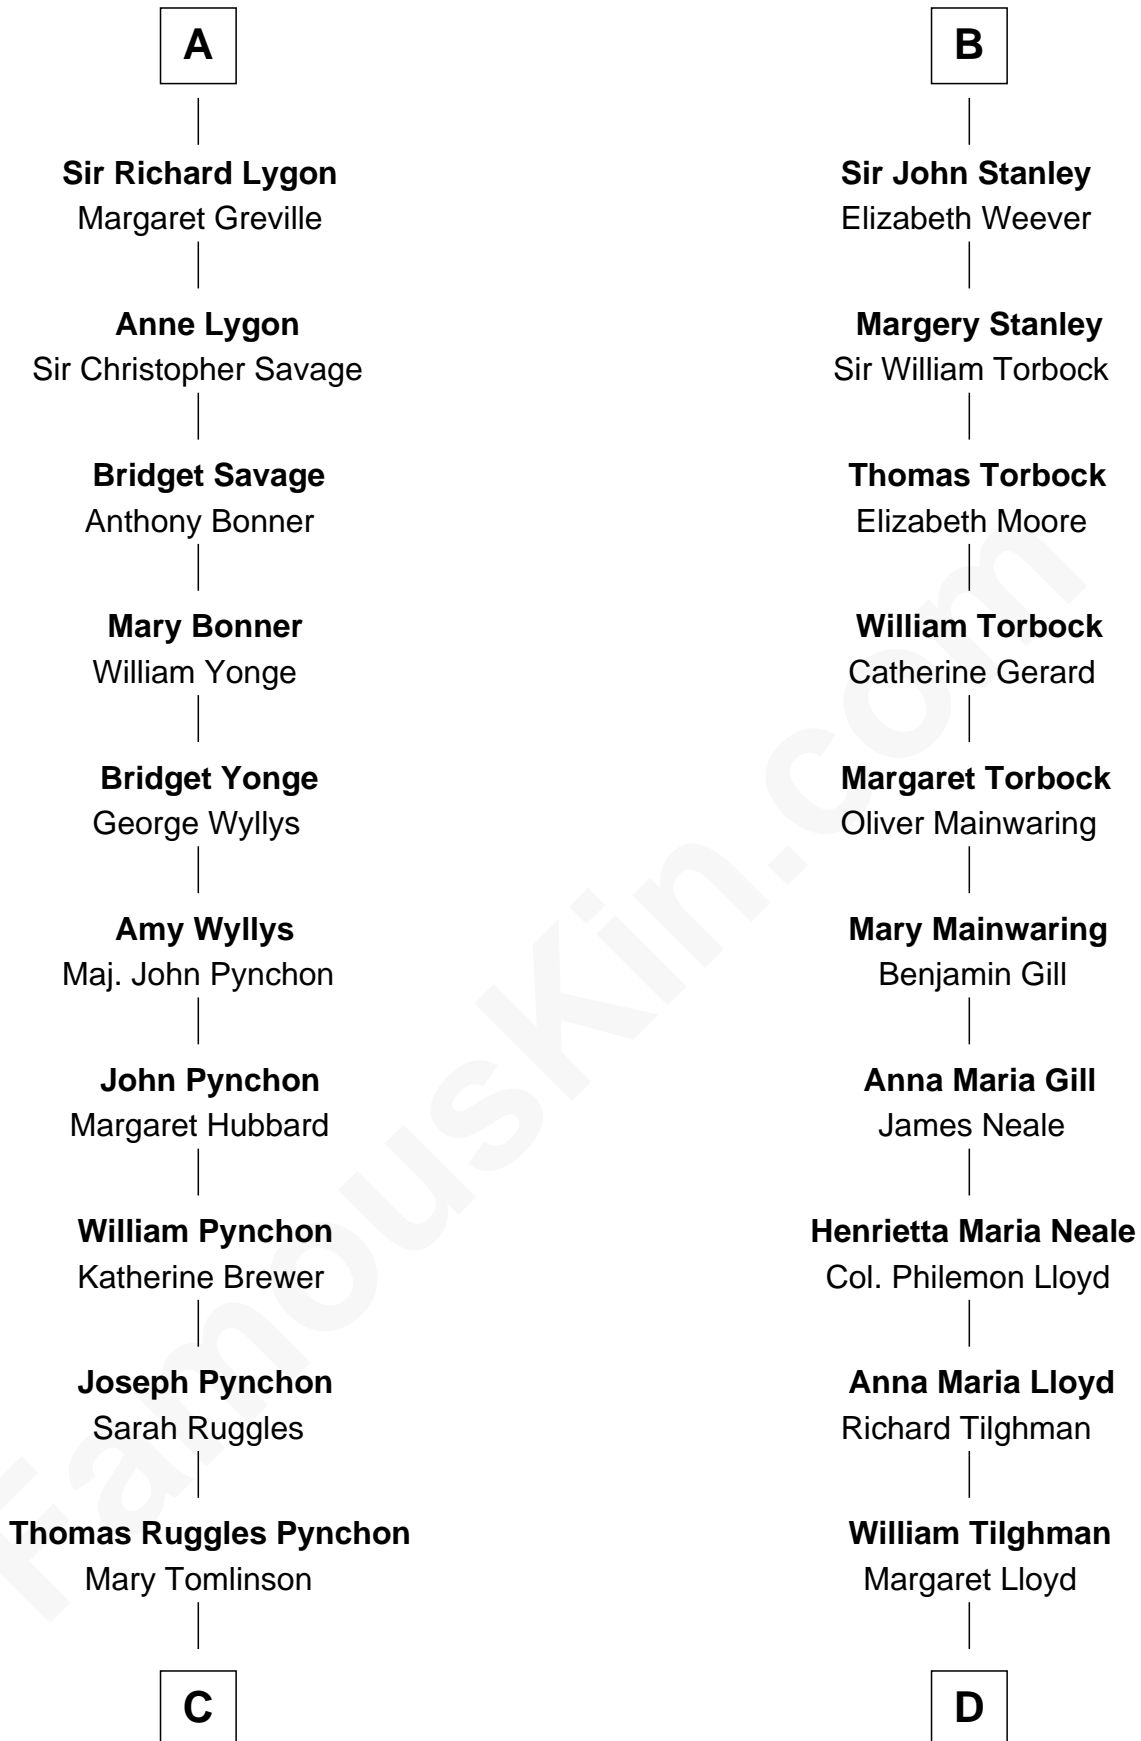 A
Sir Richard Lygon
Margaret Greville
Anne Lygon
Sir Christopher Savage
Bridget Savage
Anthony Bonner
Mary Bonner
William Yonge
Bridget Yonge
George Wyllys
Amy Wyllys
Maj. John Pynchon
John Pynchon
Margaret Hubbard
William Pynchon
Katherine Brewer
Joseph Pynchon
Sarah Ruggles
Thomas Ruggles Pynchon
Mary Tomlinson
C
B
Sir John Stanley
Elizabeth Weever
Margery Stanley
Sir William Torbock
Thomas Torbock
Elizabeth Moore
William Torbock
Catherine Gerard
Margaret Torbock
Oliver Mainwaring
Mary Mainwaring
Benjamin Gill
Anna Maria Gill
James Neale
Henrietta Maria Neale
Col. Philemon Lloyd
Anna Maria Lloyd
Richard Tilghman
William Tilghman
Margaret Lloyd
D
FamousKin.com